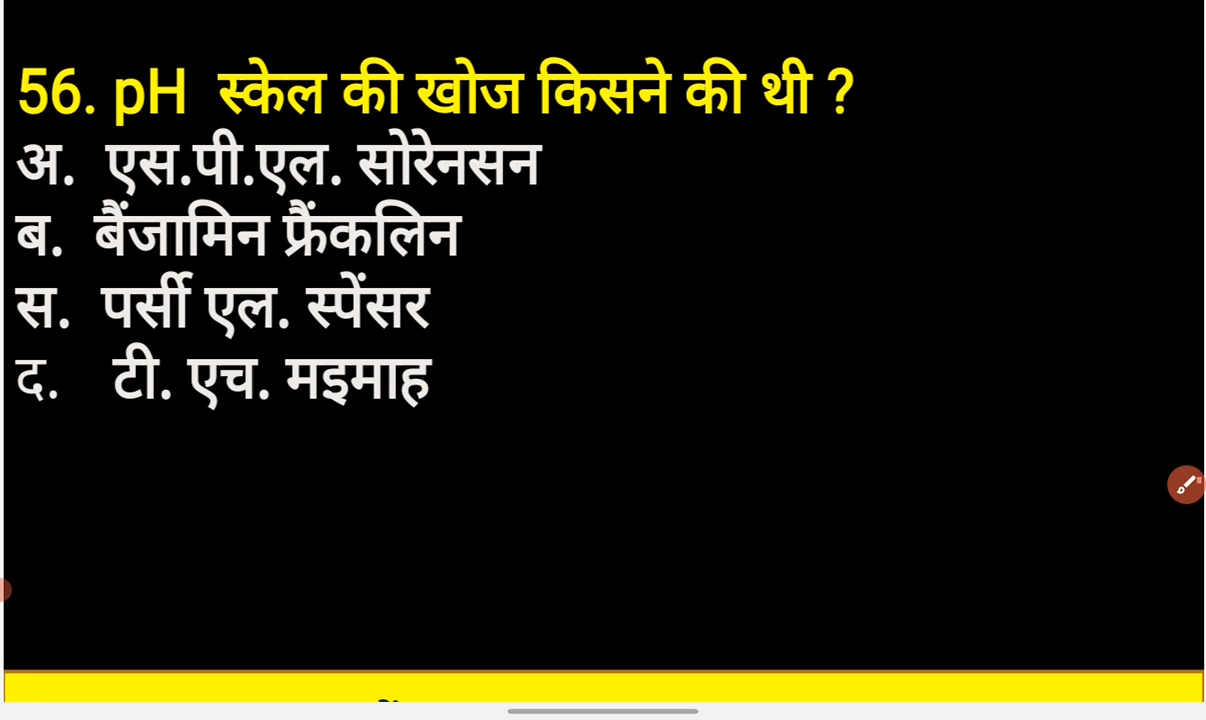 56. pH स्केल की खोज किसने की थी ?
अ. एस.पी.एल. सोरेनसन
ब. बैंजामिन फ्रैंकलिन
स. पर्सी एल. स्पेंसर
द. टी. एच. मइमाह